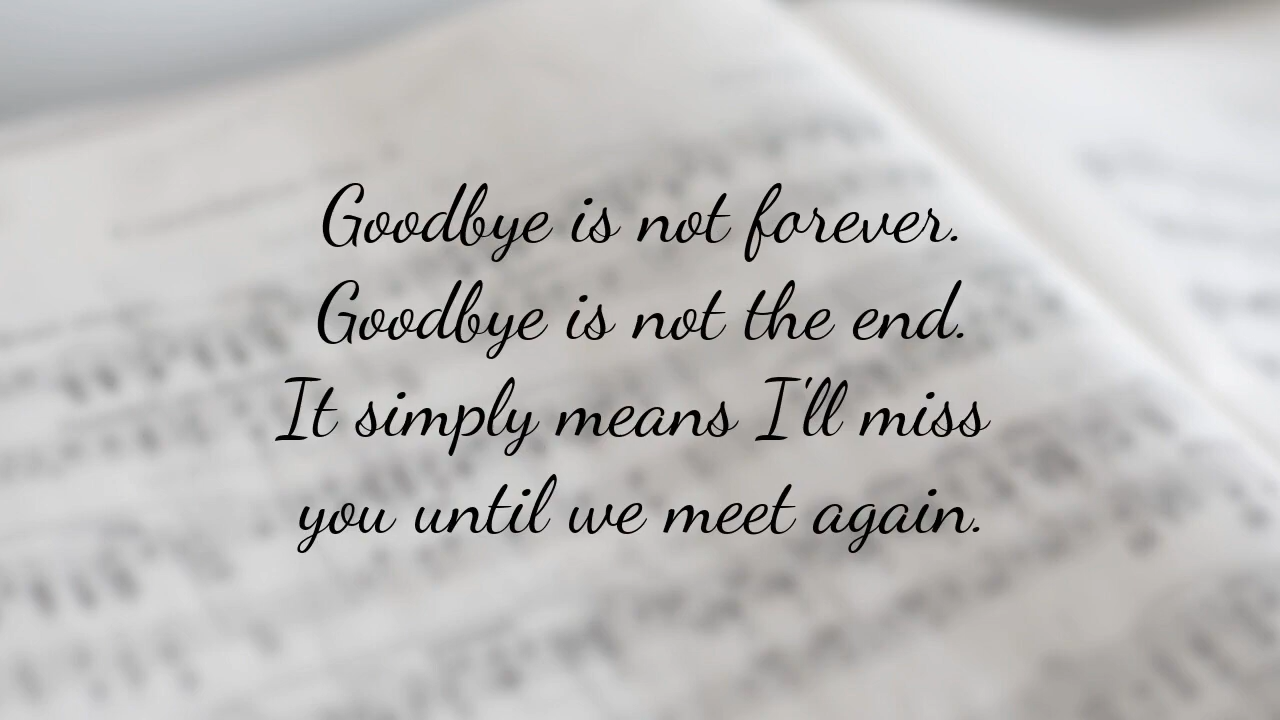 Goodbye is not forever.
Goodbye is not the end.
It simply means I'll miss
you until we meet again.